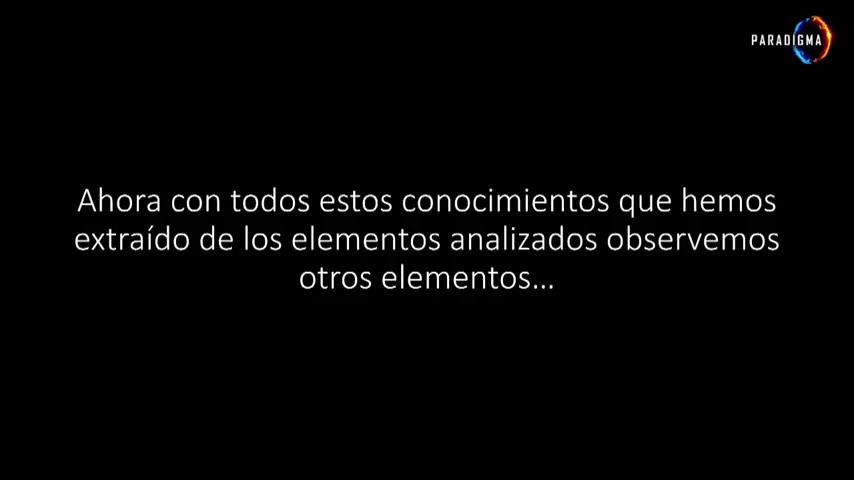 PARADIGMA
Ahora con todos estos conocimientos que hemos
extraído de los elementos analizados observemos
otros elementos...